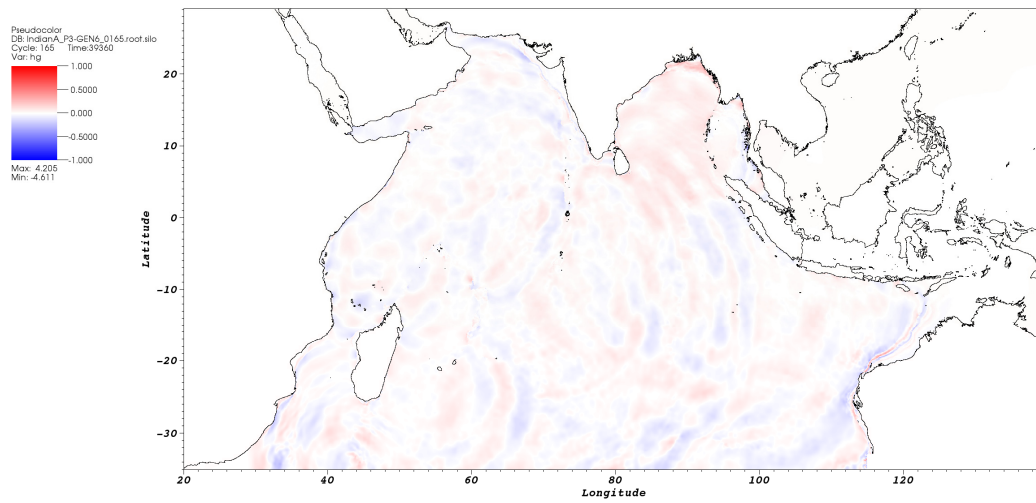 Pseudocolor
DB: IndianA_P3-GEN6_0165.root.silo
Cycle: 165 Time:39360
Var: hg
1.000
0.5000
0.000
-0.5000
-1.000
Max: 4.205
Min: -4.611
Latitude
20
10
0
-10
-20
-30
20
40
60
80
100
120
Longitude